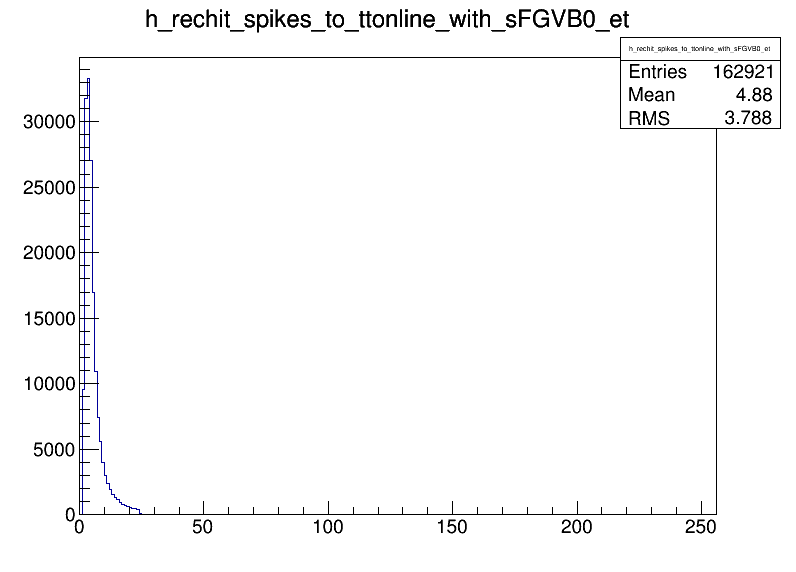 h_rechit_spikes_to_ttonline_with_sFGVB0_et
h_rechit_spikes_to_ttonline_with_sFGVB0_et
Entries 162921
Mean 4.88
RMS 3.788
30000
25000
20000
15000
10000
5000
0
0 50 100 150 200 250